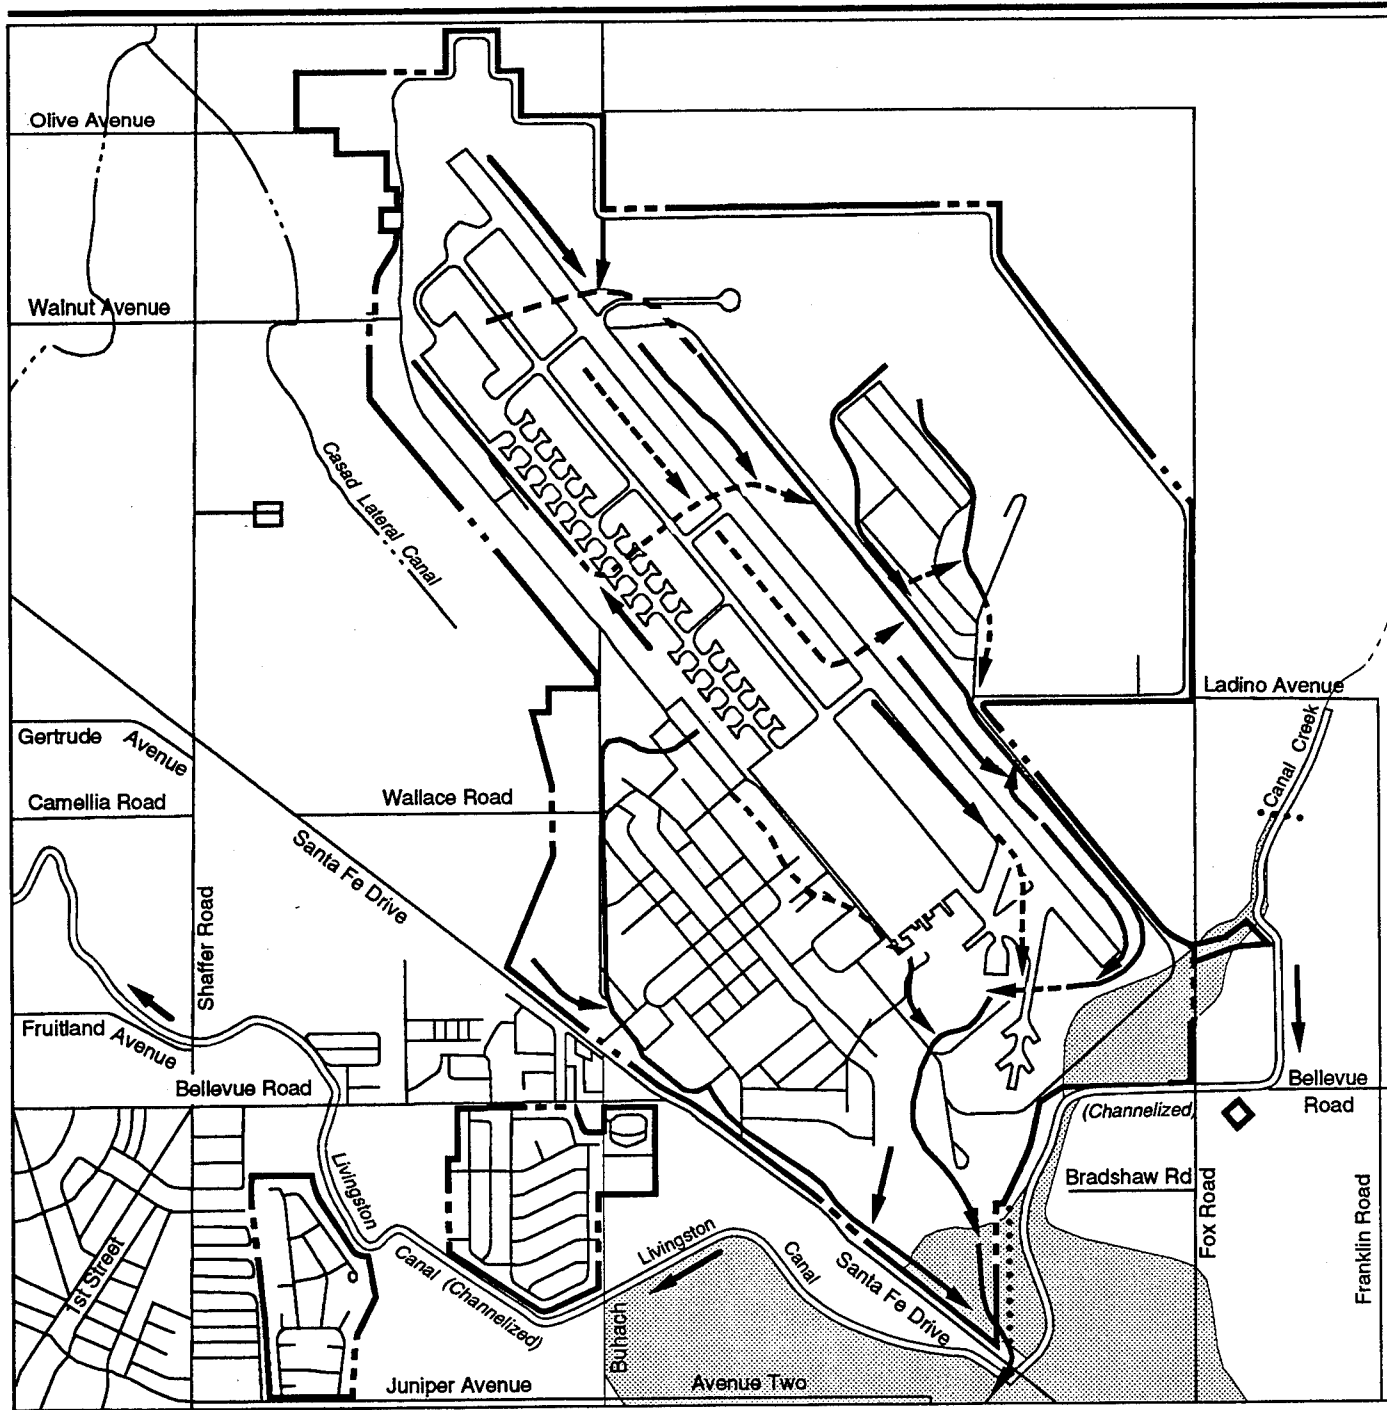 Olive Avenue
Walnut Avenue
Casad Lateral Canal
Ladino Avenue
Gertrude Avenue
Canal Creek
Camellia Road
Wallace Road
Santa Fe Drive
Shaffer Road
Fruitland Avenue
Bellevue Road
Bellevue
Road
(Channelized)
Bradshaw Rd
Fox Road
Franklin Road
Livingston
Canal (Channelized)
Livingston
Canal
Santa Fe Drive
1st Street
Buhach
Juniper Avenue
Avenue Two